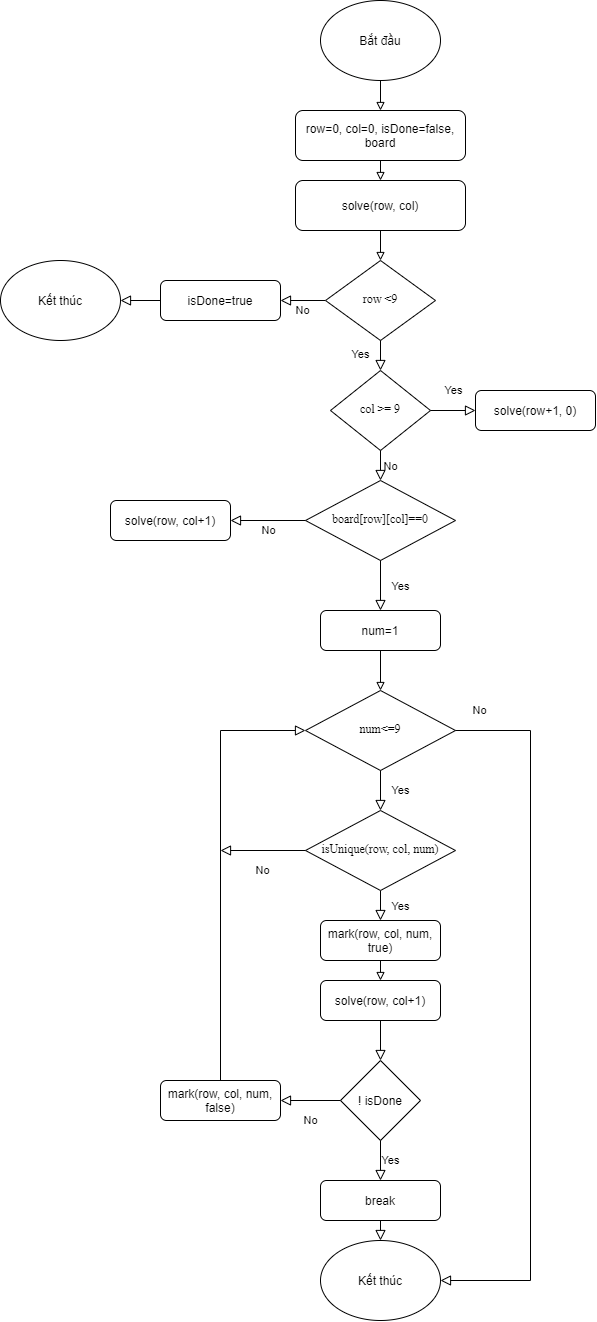 Bắt đầu
row=0, col=0, isDone=false,
board
solve(row, col)
row <9
No
isDone=true
Kết thúc
Yes
col >= 9
Yes
solve(row+1, 0)
No
board[row][col]==0
No
solve(row, col+1)
Yes
num=1
num<=9
No
Yes
isUnique(row, col, num)
No
Yes
mark(row, col, num,
true)
solve(row, col+1)
! isDone
No
mark(row, col, num,
false)
Yes
break
Kết thúc